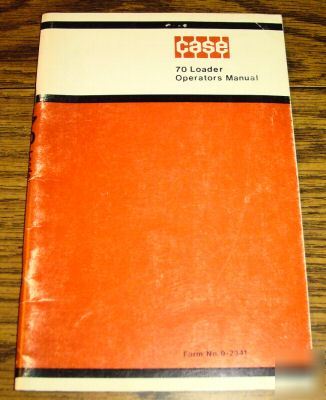 case
70 Loader
Operators Manual
Form No. 9-2341